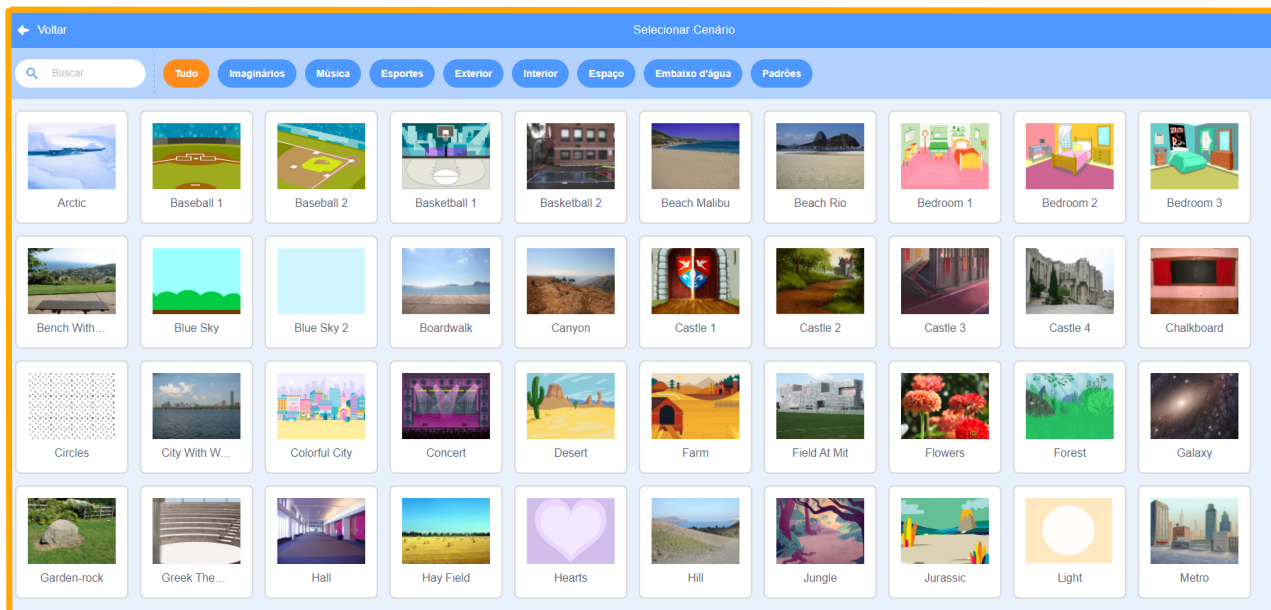 Voltar
Selecionar Cenário
Buscar
Tudo
Imaginários
Música
Esportes
Exterior
Interior
Espaço
Embaixo d'água
Padrões
Arctic
Baseball 1
Baseball 2
Basketball 1
Basketball 2
Beach Malibu
Beach Rio
Bedroom 1
Bedroom 2
Bedroom 3
Bench With...
Blue Sky
Blue Sky 2
Boardwalk
Canyon
Castle 1
Castle 2
Castle 3
Castle 4
Chalkboard
Circles
City With W...
Colorful City
Concert
Desert
Farm
Field At Mit
Flowers
Forest
Galaxy
Garden-rock
Greek The...
Hall
Hay Field
Hearts
Hill
Jungle
Jurassic
Light
Metro